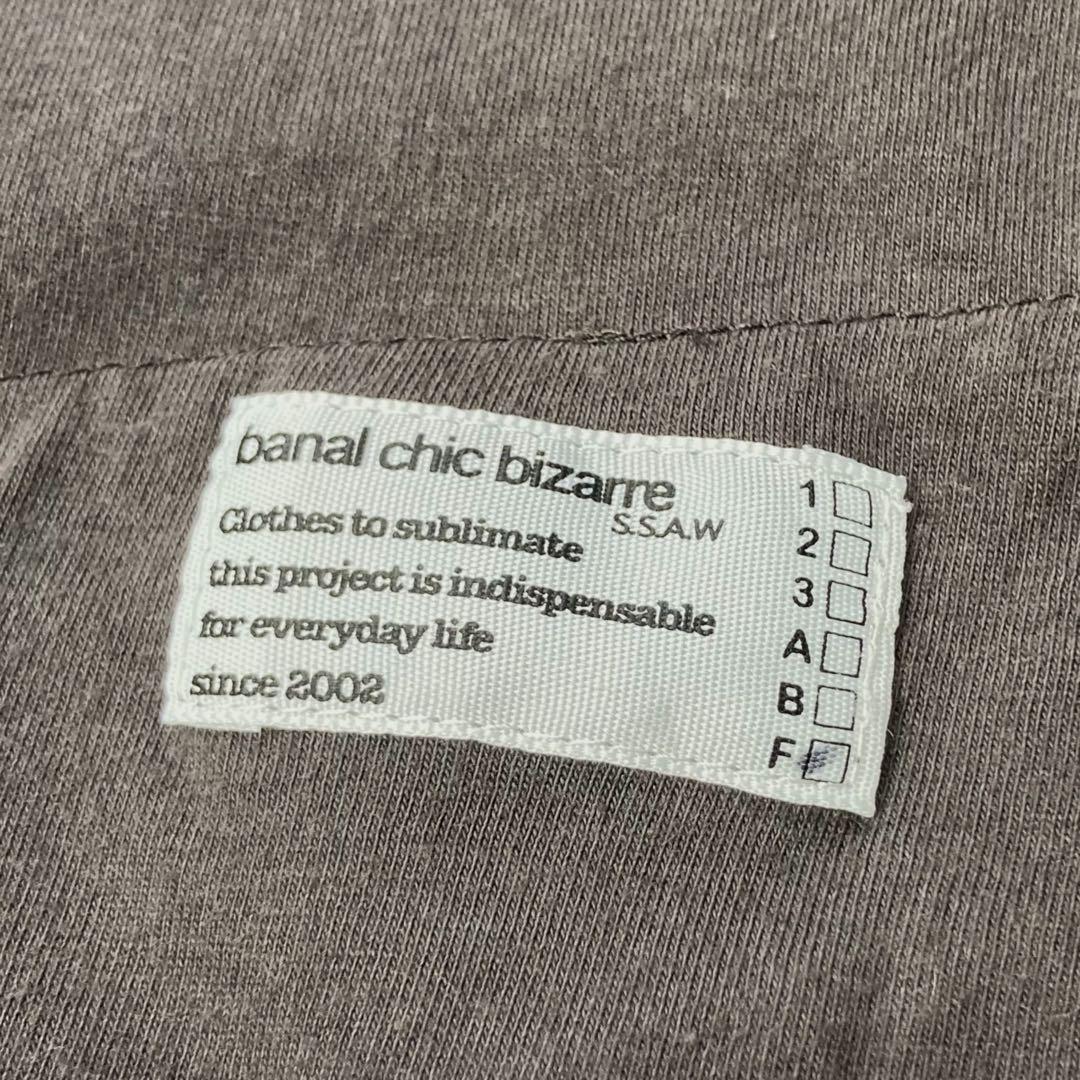 banal chic bizarre
S.S.A.W
Clothes to sublimate
this project is indispensable
for everyday life
since 2002
1
2
3
A
B
F